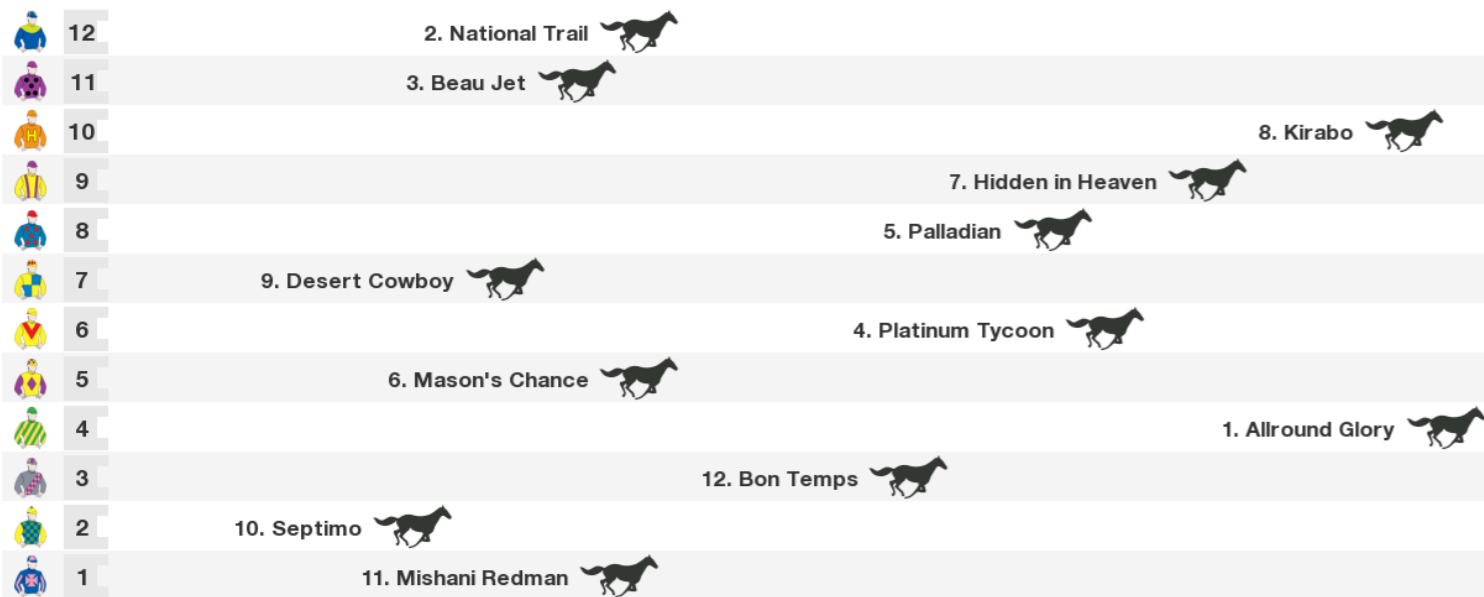 12 2. National Trail
11 3. Beau Jet
H 10 8. Kirabo
9 7. Hidden in Heaven
8 5. Palladian
7 9. Desert Cowboy
6 4. Platinum Tycoon
5 6. Mason's Chance
4 1. Allround Glory
3 12. Bon Temps
2 10. Septimo
1 11. Mishani Redman